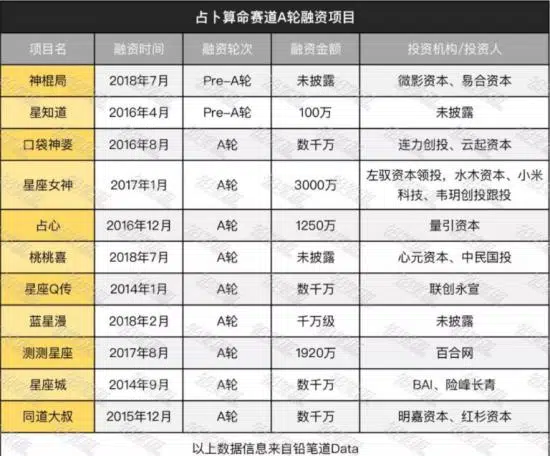 占卜算命赛道A轮融资项目
项目名 融资时间 融资轮次 融资金额 投资机构/投资人
神棍局 2018年7月 Pre-A轮 未披露 微影资本、易合资本
星知道 2016年4月 Pre-A轮 100万 未披露
口袋神婆 2016年8月 A轮 数千万 连力创投、云起资本
星座女神 2017年1月 A轮 3000万 左驭资本领投，水木资本、小米
科技、韦玥创投跟投
占心 2016年12月 A轮 1250万 量引资本
桃桃喜 2018年7月 A轮 未披露 心元资本、中民国投
星座Q传 2014年1月 A轮 数千万 联创永宣
蓝星漫 2018年2月 A轮 千万级 未披露
测测星座 2017年8月 A轮 1920万 百合网
星座城 2014年9月 A轮 数千万 BAI、险峰长青
同道大叔 2015年12月 A轮 数千万 明嘉资本、红杉资本
以上数据信息来自铅笔道Data